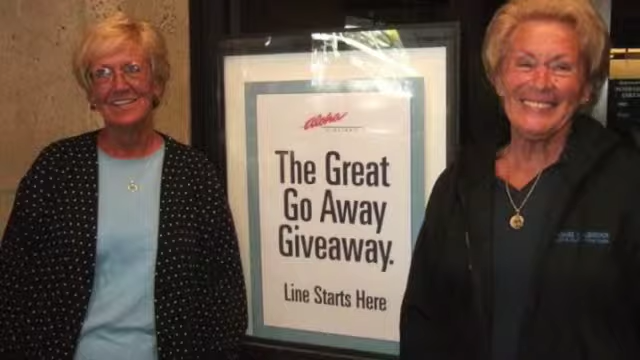 Aloha
The Great
Go Away
Giveaway.
Line Starts Here